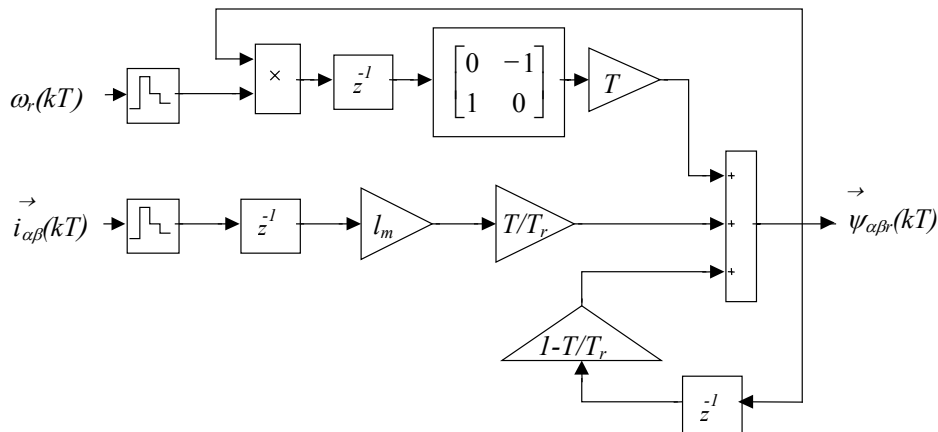 ω_r(kT)
×
z^-1
0 −1
1 0
T
+
i_αβ(kT)
z^-1
l_m
T/T_r
+
ψ_αβr(kT)
+
1-T/T_r
z^-1